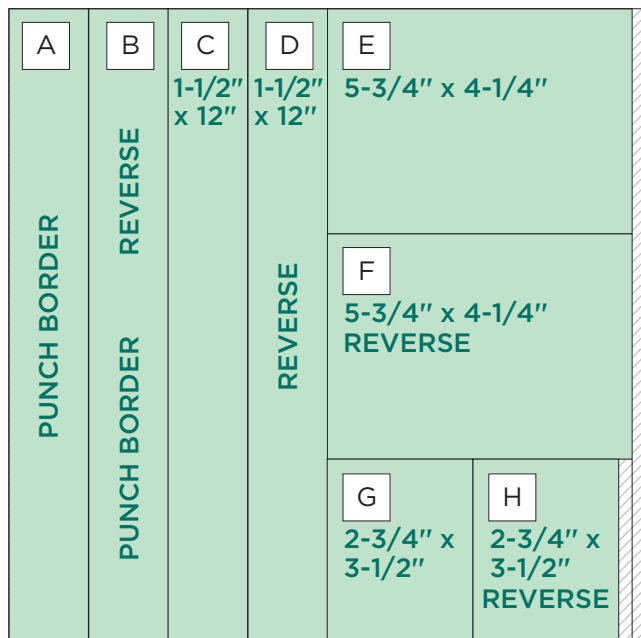 A
PUNCH BORDER
B
REVERSE
PUNCH BORDER
C
1-1/2"
x 12"
D
1-1/2"
x 12"
REVERSE
E
5-3/4" x 4-1/4"
F
5-3/4" x 4-1/4"
REVERSE
G
2-3/4" x
3-1/2"
H
2-3/4" x
3-1/2"
REVERSE